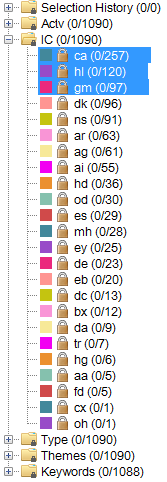 Selection History (0/0)
Actv (0/1090)
IC (0/1090)
ca (0/257)
hl (0/120)
gm (0/97)
dk (0/96)
ns (0/91)
ar (0/63)
ag (0/61)
ai (0/55)
hd (0/36)
od (0/30)
es (0/29)
mh (0/28)
ey (0/25)
de (0/23)
eb (0/20)
dc (0/13)
bx (0/12)
da (0/9)
tr (0/7)
hg (0/6)
aa (0/5)
fd (0/5)
cx (0/1)
oh (0/1)
Type (0/1090)
Themes (0/1090)
Keywords (0/1088)